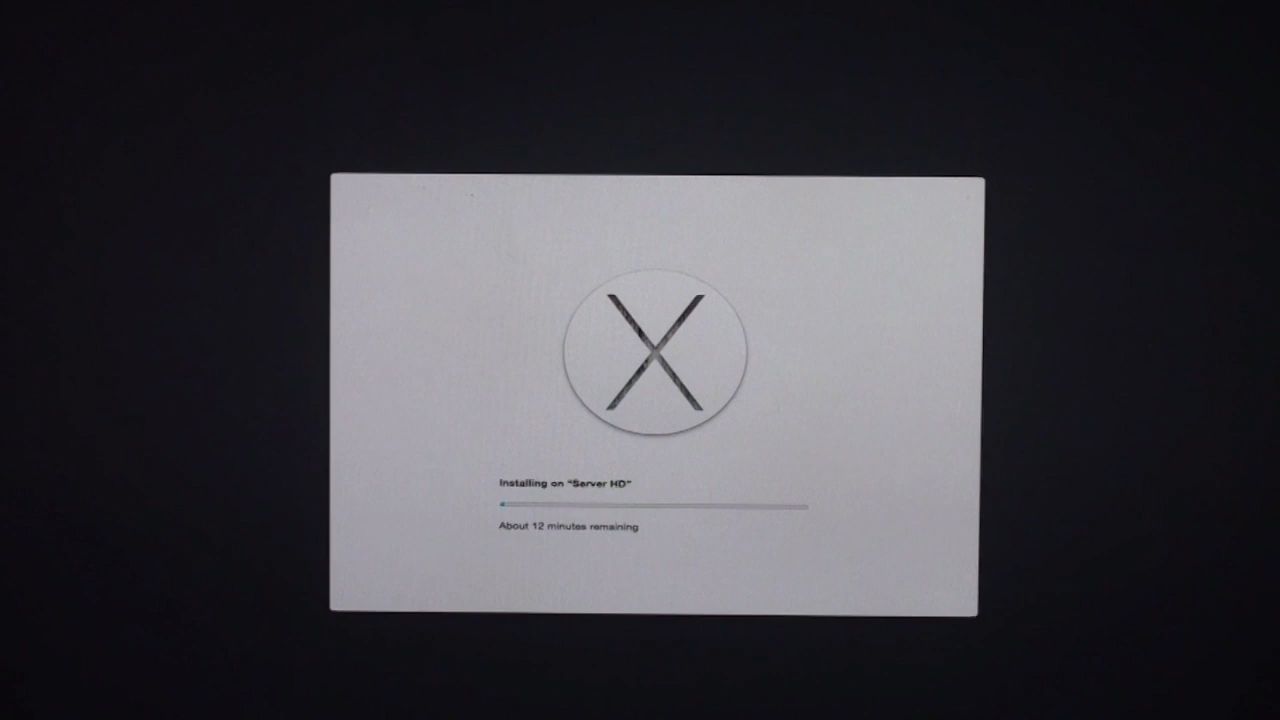 X
Installing on “Server HD”
About 12 minutes remaining